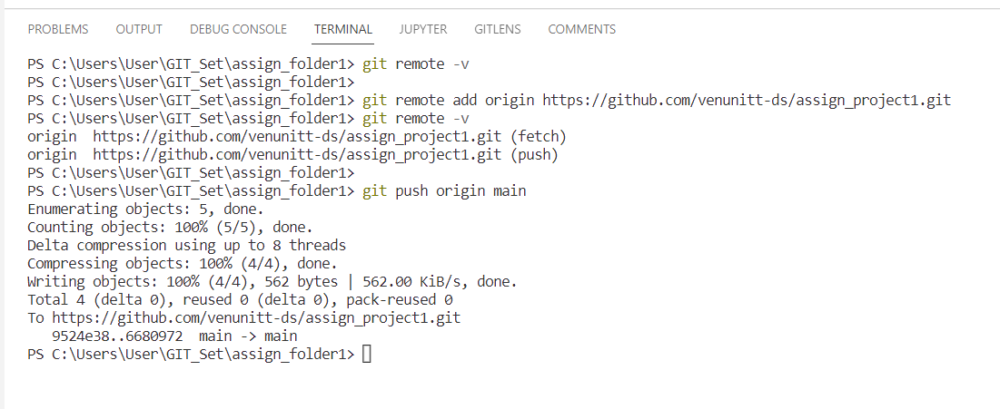 PROBLEMS OUTPUT DEBUG CONSOLE TERMINAL JUPYTER GITLENS COMMENTS
PS C:\Users\User\GIT_Set\assign_folder1> git remote -v
PS C:\Users\User\GIT_Set\assign_folder1>
PS C:\Users\User\GIT_Set\assign_folder1> git remote add origin https://github.com/venunitt-ds/assign_project1.git
PS C:\Users\User\GIT_Set\assign_folder1> git remote -v
origin  https://github.com/venunitt-ds/assign_project1.git (fetch)
origin  https://github.com/venunitt-ds/assign_project1.git (push)
PS C:\Users\User\GIT_Set\assign_folder1>
PS C:\Users\User\GIT_Set\assign_folder1> git push origin main
Enumerating objects: 5, done.
Counting objects: 100% (5/5), done.
Delta compression using up to 8 threads
Compressing objects: 100% (4/4), done.
Writing objects: 100% (4/4), 562 bytes | 562.00 KiB/s, done.
Total 4 (delta 0), reused 0 (delta 0), pack-reused 0
To https://github.com/venunitt-ds/assign_project1.git
   9524e38..6680972  main -> main
PS C:\Users\User\GIT_Set\assign_folder1>